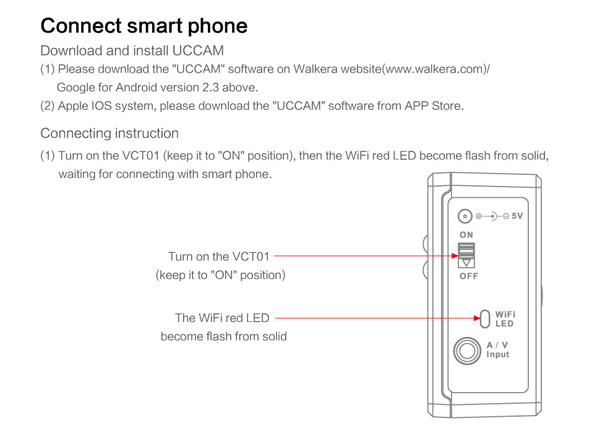 Connect smart phone
Download and install UCCAM
(1) Please download the "UCCAM" software on Walkera website(www.walkera.com)/
Google for Android version 2.3 above.
(2) Apple IOS system, please download the "UCCAM" software from APP Store.
Connecting instruction
(1) Turn on the VCT01 (keep it to "ON" position), then the WiFi red LED become flash from solid,
waiting for connecting with smart phone.
5V
ON
Turn on the VCT01
(keep it to "ON" position)
OFF
The WiFi red LED
become flash from solid
WiFi
LED
A / V
Input